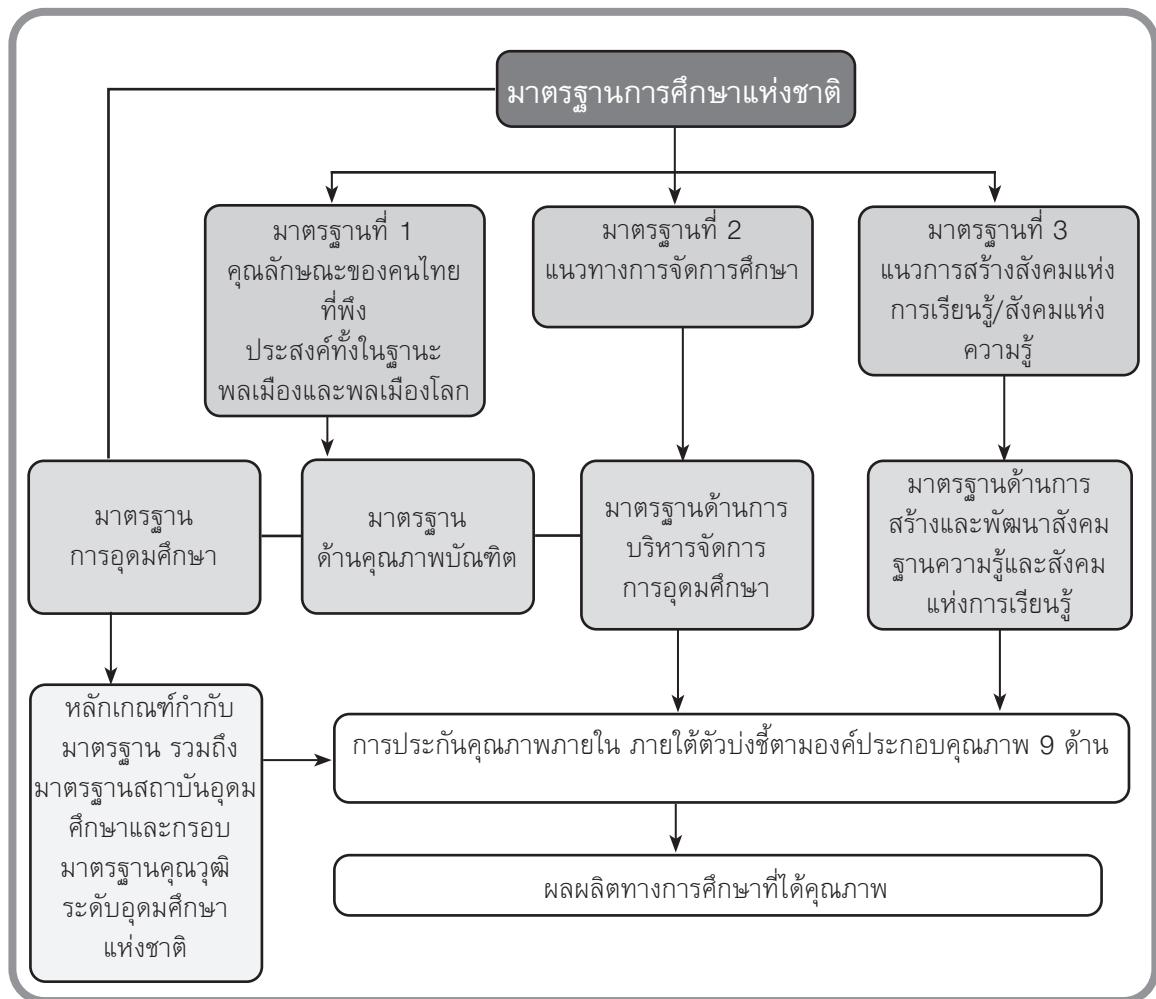 มาตรฐานการศึกษาแห่งชาติ
มาตรฐานที่ 1
คุณลักษณะของคนไทย
ที่พึง
ประสงค์ทั้งในฐานะ
พลเมืองและพลเมืองโลก
มาตรฐานที่ 2
แนวทางการจัดการศึกษา
มาตรฐานที่ 3
แนวการสร้างสังคมแห่ง
การเรียนรู้/สังคมแห่ง
ความรู้
มาตรฐาน
การอุดมศึกษา
มาตรฐาน
ด้านคุณภาพบัณฑิต
มาตรฐานด้านการ
บริหารจัดการ
การอุดมศึกษา
มาตรฐานด้านการ
สร้างและพัฒนาสังคม
ฐานความรู้และสังคม
แห่งการเรียนรู้
หลักเกณฑ์กำกับ
มาตรฐาน รวมถึง
มาตรฐานสถาบันอุดม
ศึกษาและกรอบ
มาตรฐานคุณวุฒิ
ระดับอุดมศึกษา
แห่งชาติ
การประกันคุณภาพภายใน ภายใต้ตัวบ่งชี้ตามองค์ประกอบคุณภาพ 9 ด้าน
ผลผลิตทางการศึกษาที่ได้คุณภาพ